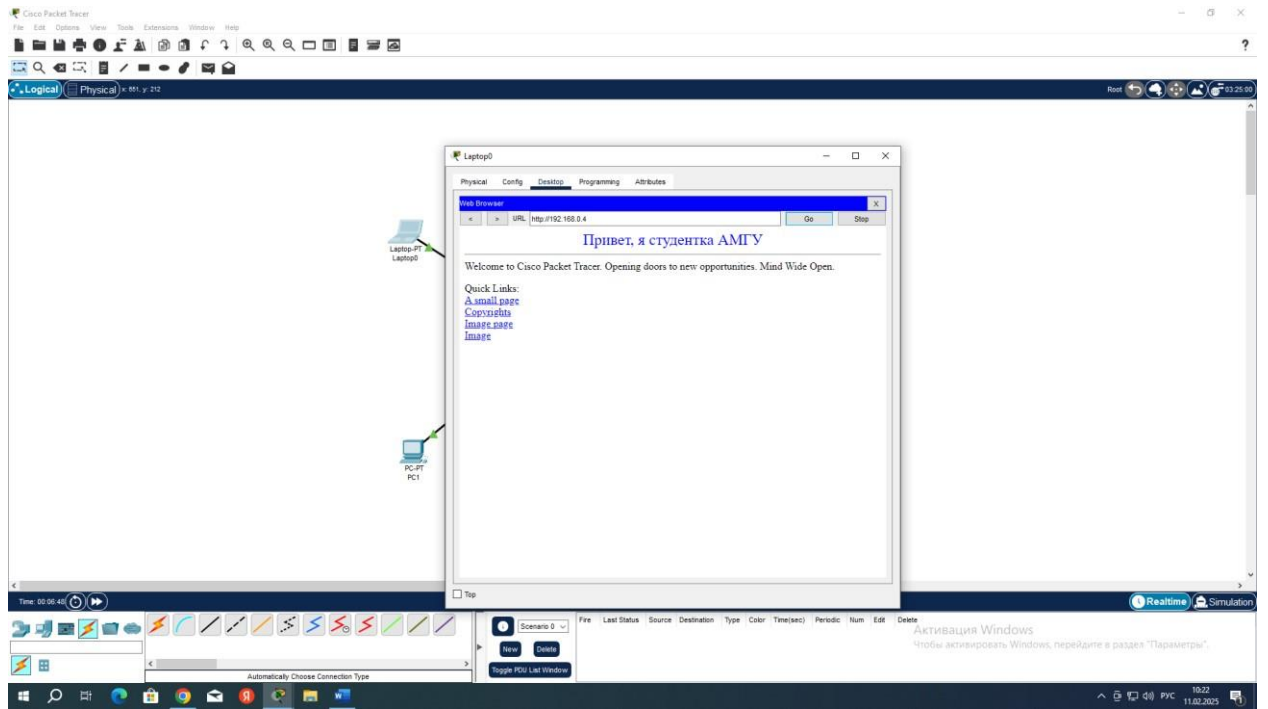 Cisco Packet Tracer
File Edit Options View Tools Extensions Window Help
?
Logical Physical x: 651, y: 212
Root 03:25:00
Laptop0
Physical Config Desktop Programming Attributes
Web Browser X
< > URL http://192.168.0.4 Go Stop
Привет, я студентка АМГУ
Welcome to Cisco Packet Tracer. Opening doors to new opportunities. Mind Wide Open.
Quick Links:
A small page
Copyrights
Image page
Image
Laptop-PT
Laptop0
PC-PT
PC1
Top
Time: 00:06:48
Realtime Simulation
Scenario 0
New Delete
Toggle PDU List Window
Fire Last Status Source Destination Type Color Time(sec) Periodic Num Edit Delete
Активация Windows
Чтобы активировать Windows, перейдите в раздел "Параметры".
Automatically Choose Connection Type
РУС
10:22
11.02.2025